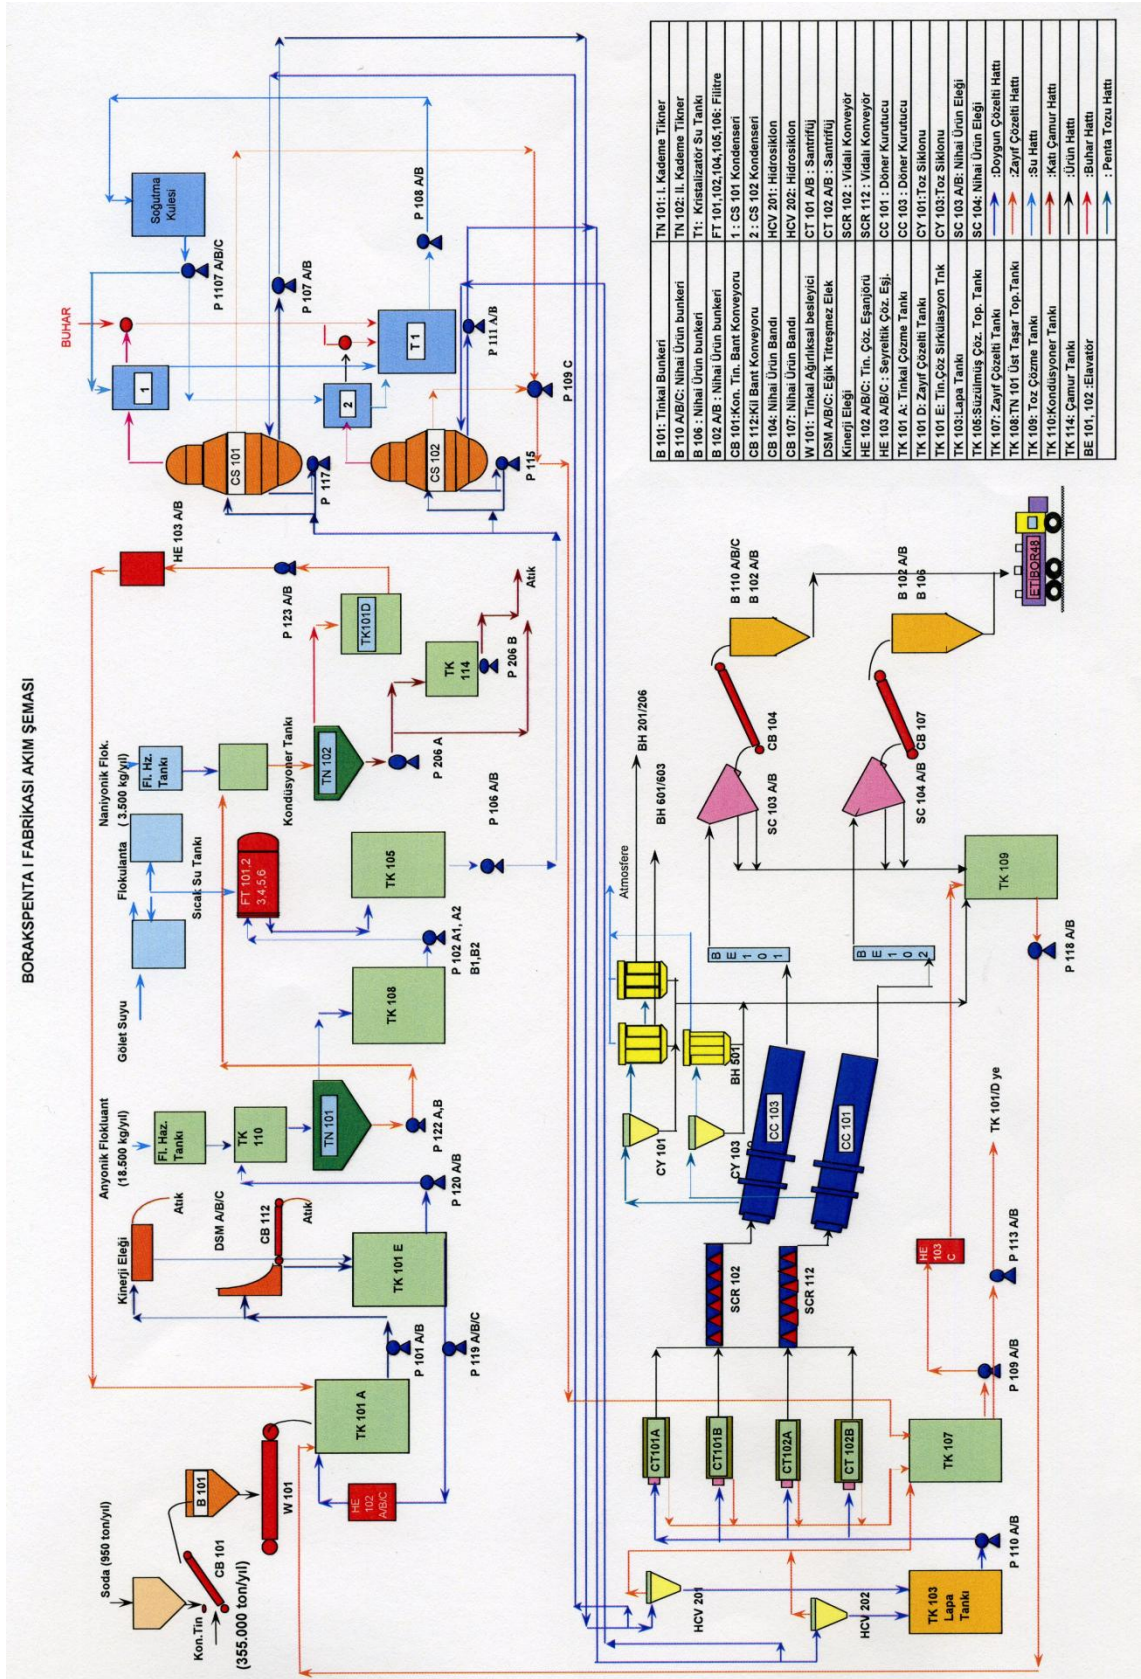 BORAKSPENTA I FABRİKASI AKIM ŞEMASI
Soda (950 ton/yıl)
Kon.Tin
(355.000 ton/yıl)
CB 101
B 101
W 101
HE
102
A/B/C
TK 101 A
P 101 A/B
P 119 A/B/C
Kinerji Eleği
Atık
DSM A/B/C
CB 112
Atık
TK 101 E
P 120 A/B
Anyonik Flokluant
(18.500 kg/yıl)
Fl. Haz.
Tankı
TK
110
TN 101
P 122 A,B
Gölet Suyu
Flokulanta
Sıcak Su Tankı
TK 108
P 102 A1, A2
B1,B2
FT 101,2
3,4,5,6
TK 105
P 106 A/B
Naniyonik Flok.
( 3.500 kg/yıl)
Fl. Hz.
Tankı
Kondüsyoner Tankı
TN 102
P 206 A
TK
114
P 206 B
Atık
TK101D
P 123 A/B
HE 103 A/B
BUHAR
1
CS 101
P 117
2
CS 102
P 115
Soğutma
Kulesi
P 1107 A/B/C
P 107 A/B
T 1
P 108 A/B
P 111 A/B
P 109 C
HCV 201
HCV 202
TK 103
Lapa
Tankı
P 110 A/B
CT101A
CT101B
CT102A
CT 102B
TK 107
P 109 A/B
P 113 A/B
TK 101/D ye
HE
103
C
SCR 102
SCR 112
CC 103
CC 101
CY 101
CY 103
BH 501
Atmosfere
BH 601/603
BH 201/206
BE101
BE102
TK 109
P 118 A/B
SC 103 A/B
SC 104 A/B
CB 104
CB 107
B 110 A/B/C
B 102 A/B
B 102 A/B
B 106
ETİBOR48
B 101: Tinkal Bunkeri
B 110 A/B/C: Nihai Ürün bunkeri
B 106 : Nihai Ürün bunkeri
B 102 A/B : Nihai Ürün bunkeri
CB 101:Kon. Tin. Bant Konveyoru
CB 112:Kil Bant Konveyoru
CB 104: Nihai Ürün Bandı
CB 107: Nihai Ürün Bandı
W 101: Tinkal Ağırlıksal besleyici
DSM A/B/C: Eğik Titreşmez Elek
Kinerji Eleği
HE 102 A/B/C: Tin. Çöz. Eşanjörü
HE 103 A/B/C : Seyreltik Çöz. Eşj.
TK 101 A: Tinkal Çözme Tankı
TK 101 D: Zayıf Çözelti Tankı
TK 101 E: Tin.Çöz Sirkülasyon Tnk
TK 103:Lapa Tankı
TK 105:Süzülmüş Çöz. Top. Tankı
TK 107: Zayıf Çözelti Tankı
TK 108:TN 101 Üst Taşar Top.Tankı
TK 109: Toz Çözme Tankı
TK 110:Kondüsyoner Tankı
TK 114: Çamur Tankı
BE 101, 102 :Elavatör
TN 101: I. Kademe Tikner
TN 102: II. Kademe Tikner
T1: Kristalizatör Su Tankı
FT 101,102,104,105,106: Filitre
1 : CS 101 Kondenseri
2 : CS 102 Kondenseri
HCV 201: Hidrosiklon
HCV 202: Hidrosiklon
CT 101 A/B : Santrifüj
CT 102 A/B : Santrifüj
SCR 102 : Vidalı Konveyör
SCR 112 : Vidalı Konveyör
CC 101 : Döner Kurutucu
CC 103 : Döner Kurutucu
CY 101:Toz Siklonu
CY 103:Toz Siklonu
SC 103 A/B: Nihai Ürün Eleği
SC 104: Nihai Ürün Eleği
:Doygun Çözelti Hattı
:Zayıf Çözelti Hattı
:Su Hattı
:Katı Çamur Hattı
:Ürün Hattı
:Buhar Hattı
: Penta Tozu Hattı